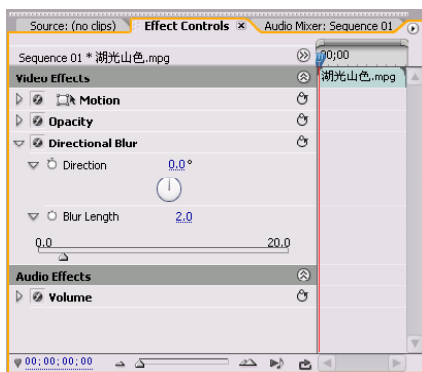 Source: (no clips) Effect Controls × Audio Mixer: Sequence 01
Sequence 01 * 湖光山色.mpg 00;00
Video Effects 湖光山色.mpg
Motion
Opacity
Directional Blur
Direction 0.0°
Blur Length 2.0
0.0 20.0
Audio Effects
Volume
00;00;00;00